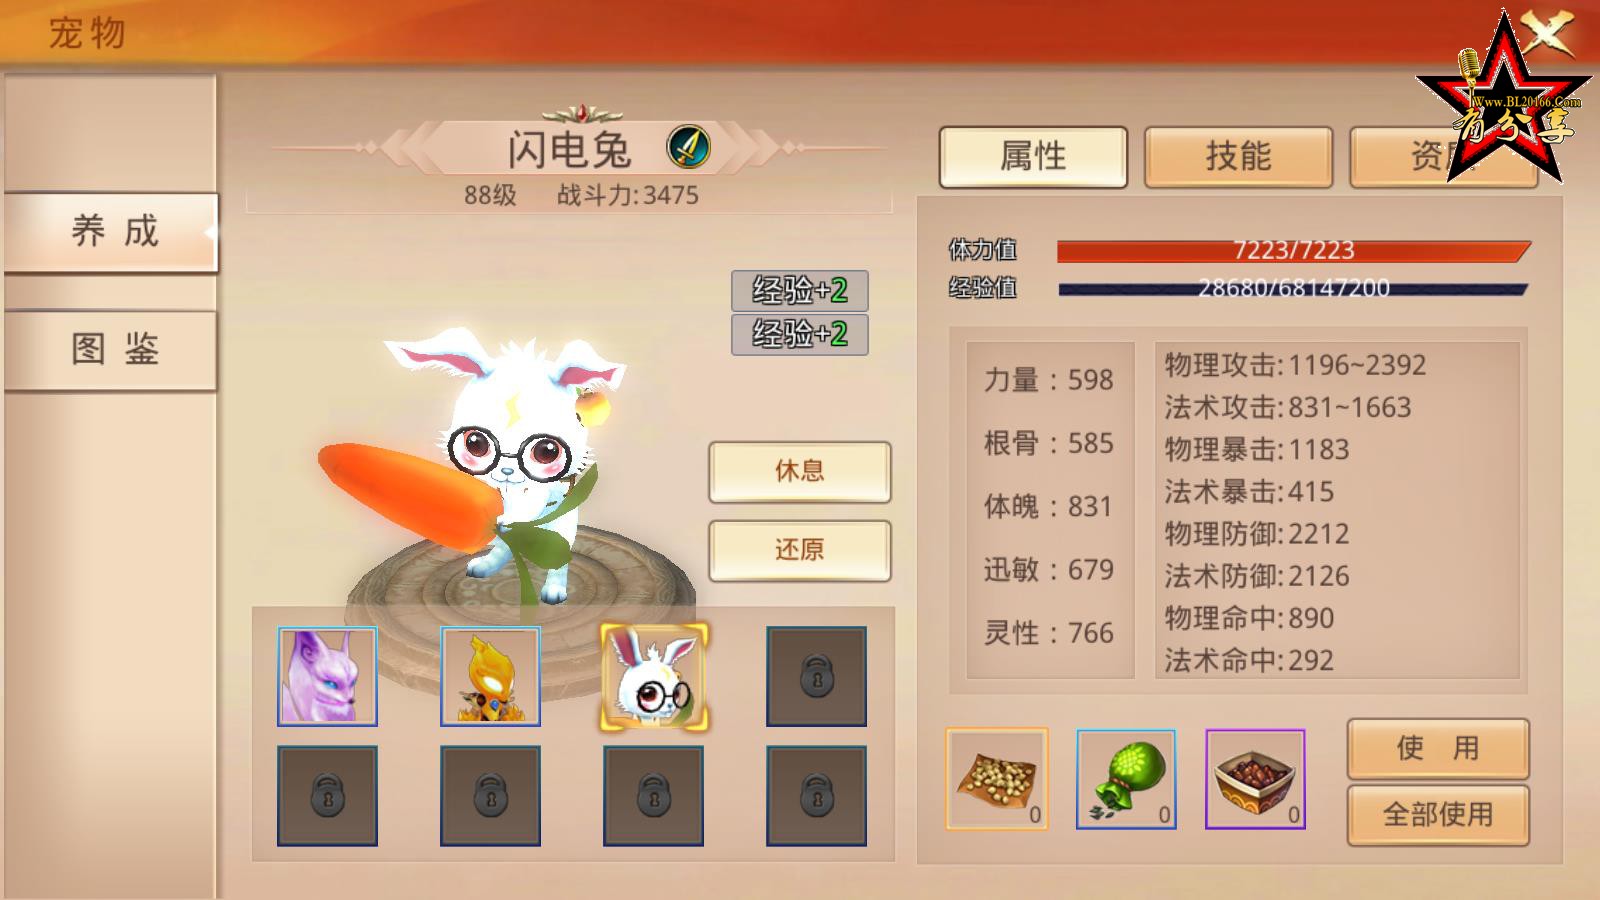 宠物
Www.BL20166.Com
有分享
养 成
图 鉴
闪电兔
88级 战斗力:3475
经验+2
经验+2
休息
还原
属性
技能
资
体力值 7223/7223
经验值 28680/68147200
力量：598
根骨：585
体魄：831
迅敏：679
灵性：766
物理攻击:1196~2392
法术攻击:831~1663
物理暴击:1183
法术暴击:415
物理防御:2212
法术防御:2126
物理命中:890
法术命中:292
0
0
0
使 用
全部使用